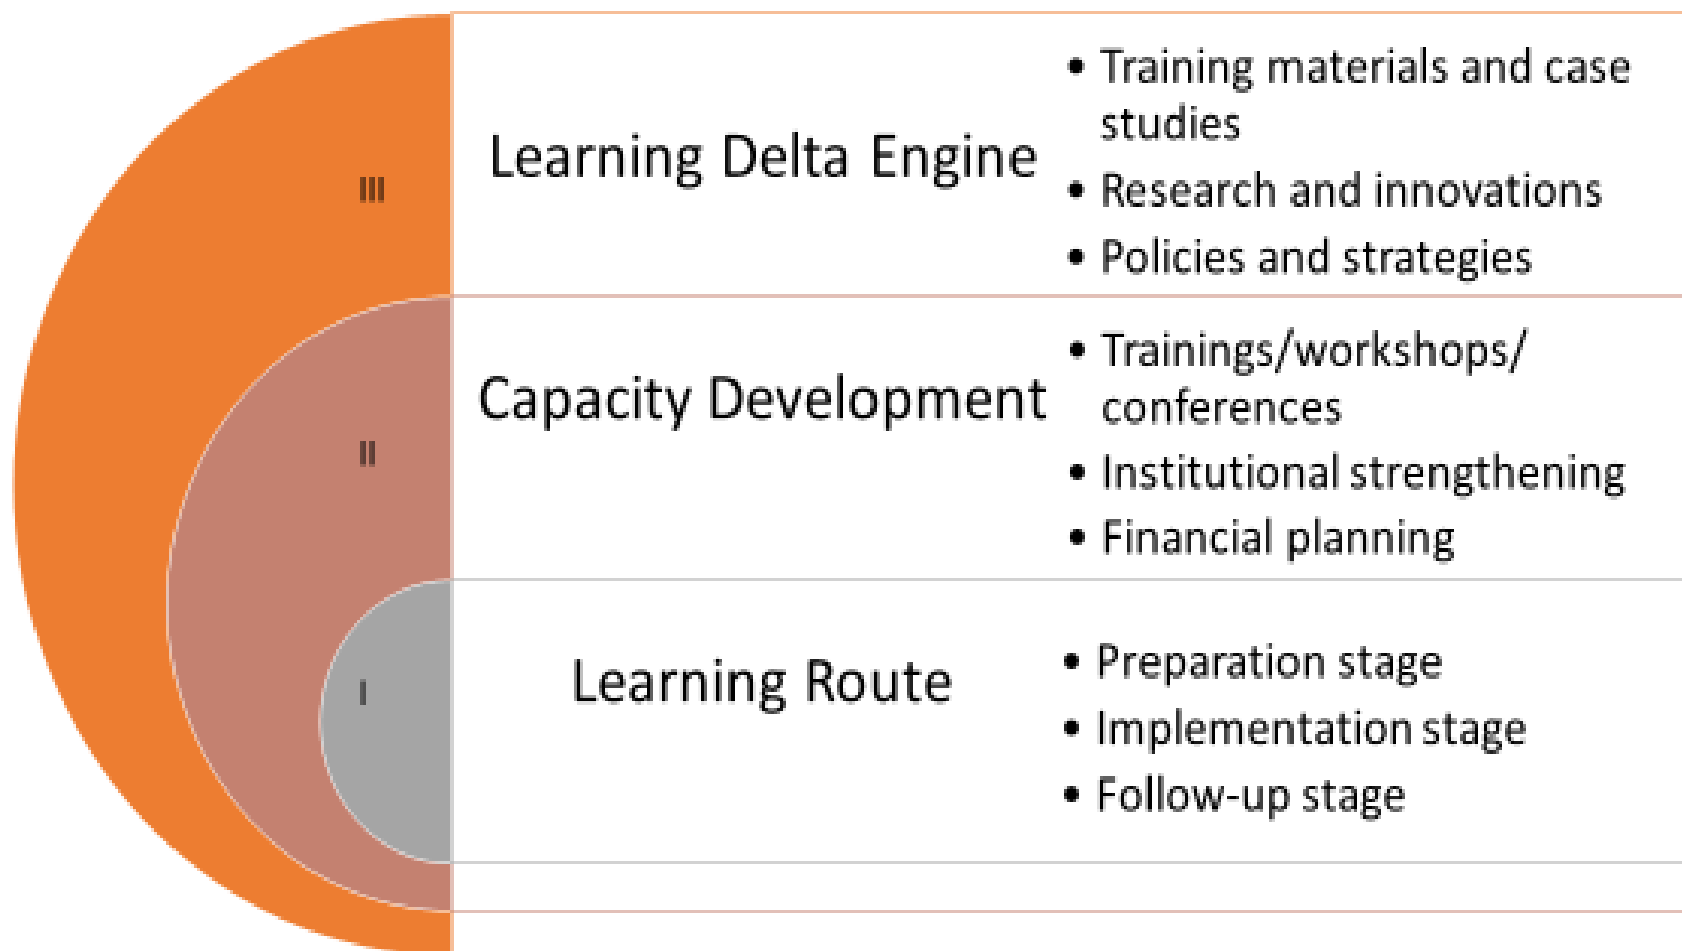 III
Learning Delta Engine
• Training materials and case
studies
• Research and innovations
• Policies and strategies
II
Capacity Development
• Trainings/workshops/
conferences
• Institutional strengthening
• Financial planning
I
Learning Route
• Preparation stage
• Implementation stage
• Follow-up stage